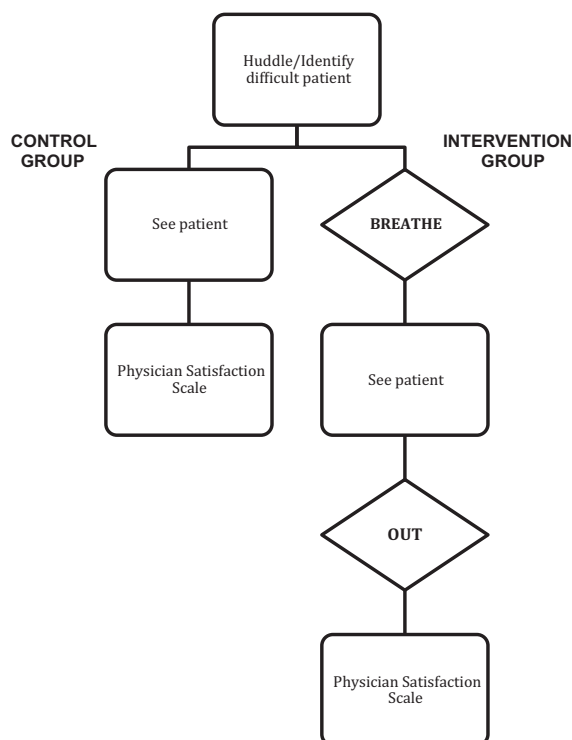 Huddle/Identify
difficult patient
CONTROL
GROUP
INTERVENTION
GROUP
See patient
BREATHE
Physician Satisfaction
Scale
See patient
OUT
Physician Satisfaction
Scale